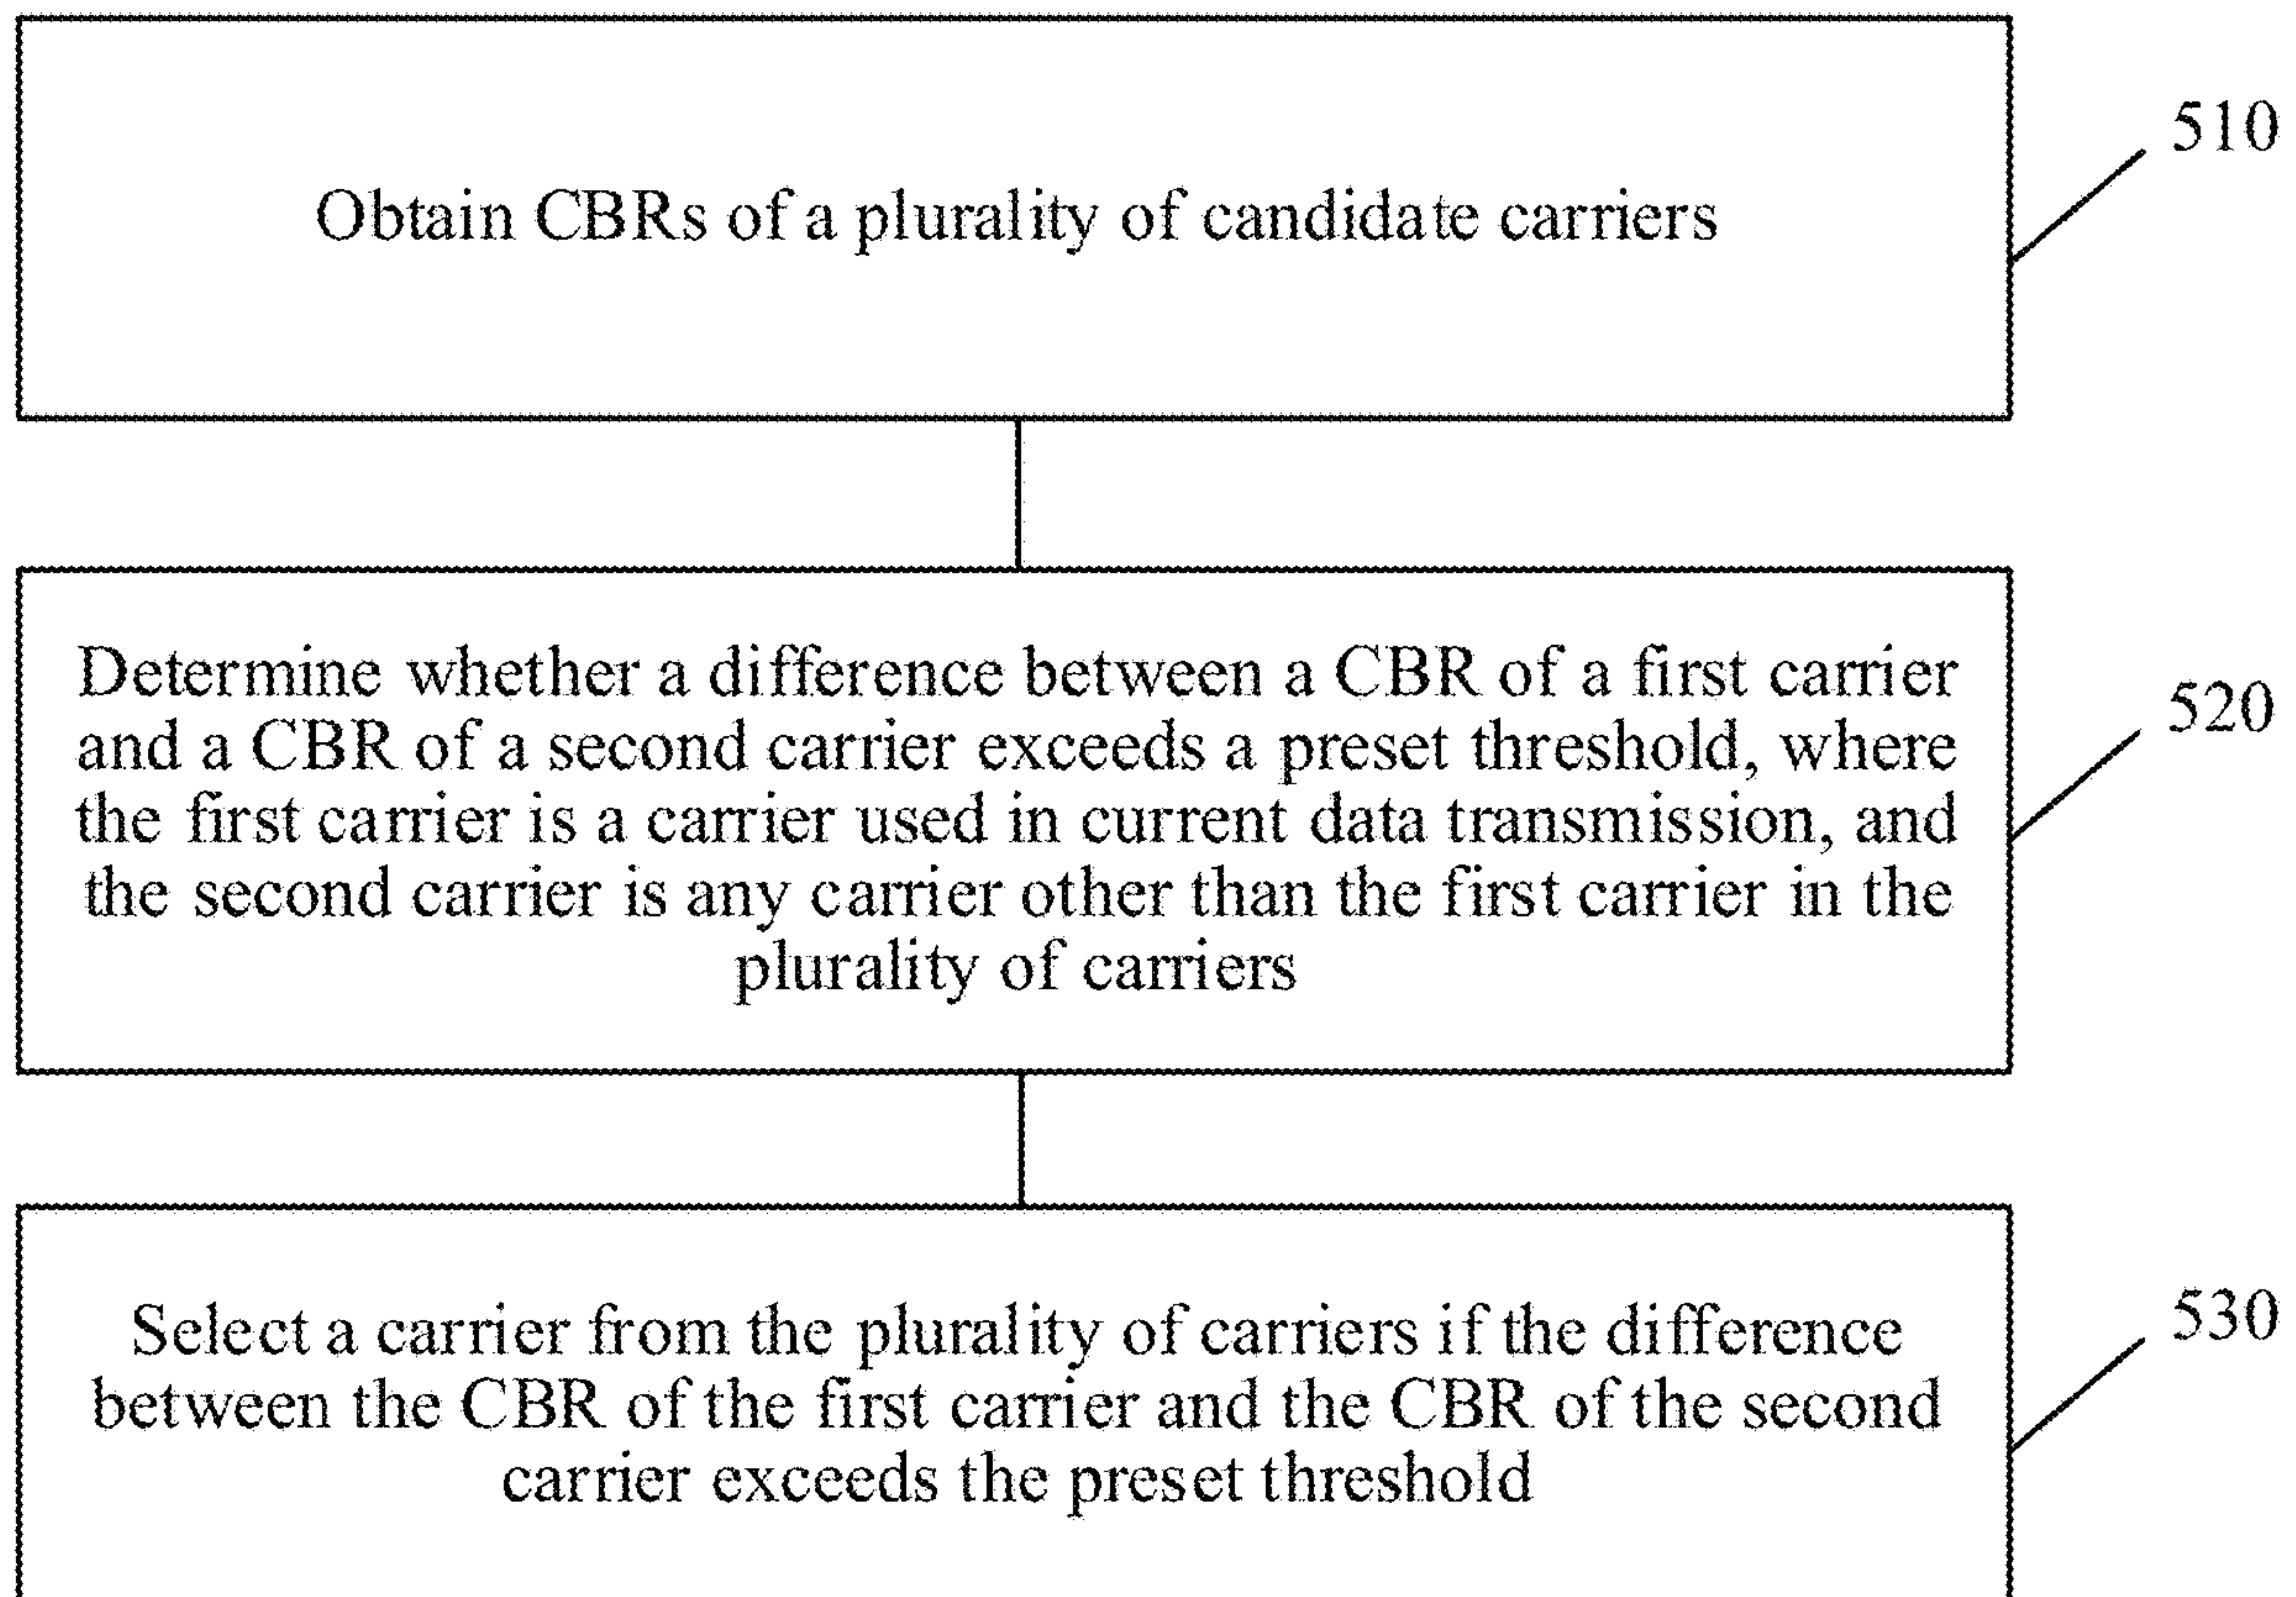 510
Obtain CBRs of a plurality of candidate carriers
Determine whether a difference between a CBR of a first carrier
and a CBR of a second carrier exceeds a preset threshold, where
the first carrier is a carrier used in current data transmission, and
the second carrier is any carrier other than the first carrier in the
plurality of carriers
520
Select a carrier from the plurality of carriers if the difference
between the CBR of the first carrier and the CBR of the second
carrier exceeds the preset threshold
530